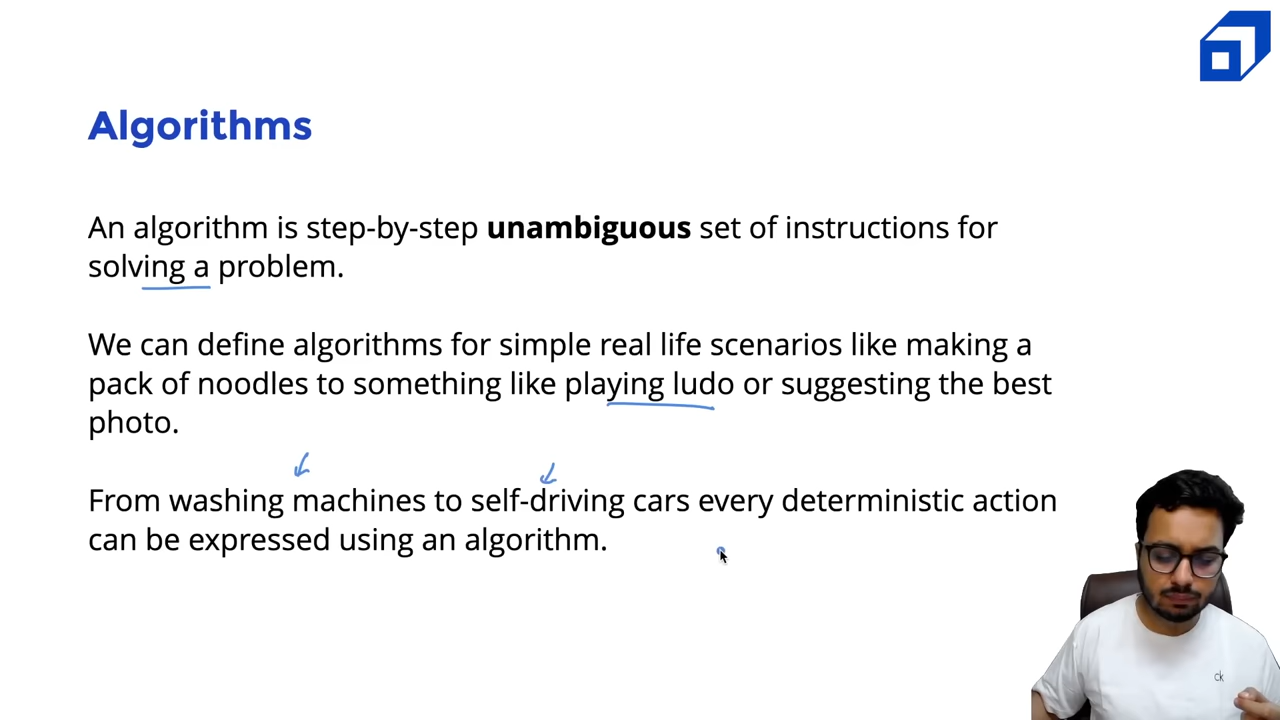 Algorithms
An algorithm is step-by-step unambiguous set of instructions for
solving a problem.
We can define algorithms for simple real life scenarios like making a
pack of noodles to something like playing ludo or suggesting the best
photo.
From washing machines to self-driving cars every deterministic action
can be expressed using an algorithm.
ck